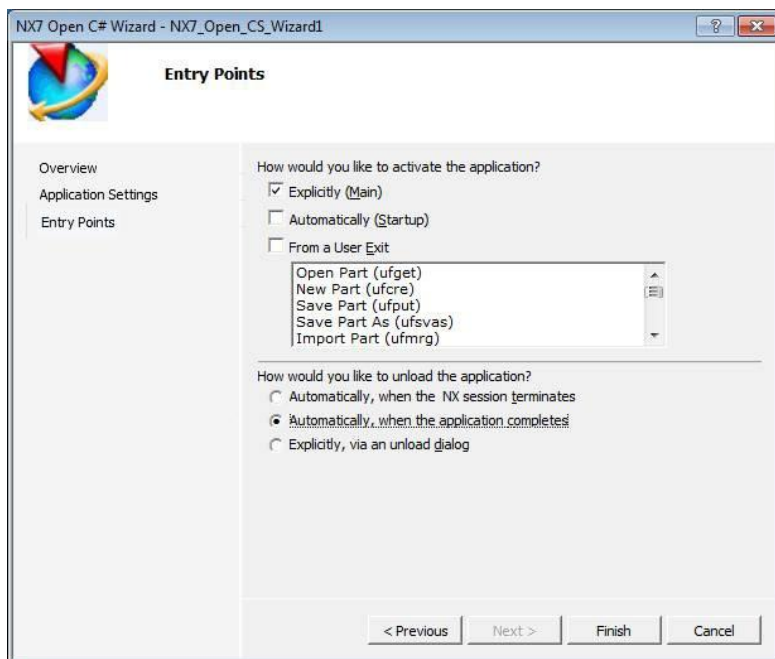 NX7 Open C# Wizard - NX7_Open_CS_Wizard1
Entry Points
Overview
Application Settings
Entry Points
How would you like to activate the application?
Explicitly (Main)
Automatically (Startup)
From a User Exit
Open Part (ufget)
New Part (ufcre)
Save Part (ufput)
Save Part As (ufsvas)
Import Part (ufmrg)
How would you like to unload the application?
Automatically, when the NX session terminates
Automatically, when the application completes
Explicitly, via an unload dialog
< Previous
Next >
Finish
Cancel